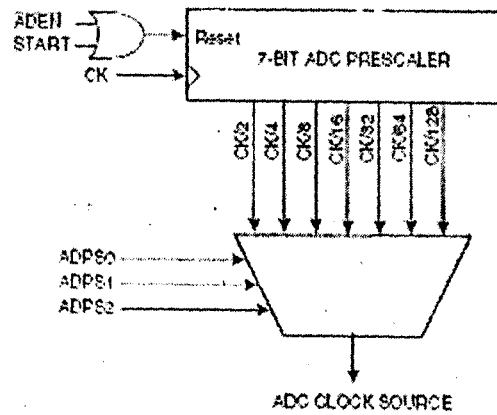 ADEN
START
Reset
7-BIT ADC PRESCALER
CK
CK/2
CK/4
CK/8
CK/16
CK/32
CK/64
CK/128
ADPS0
ADPS1
ADPS2
ADC CLOCK SOURCE